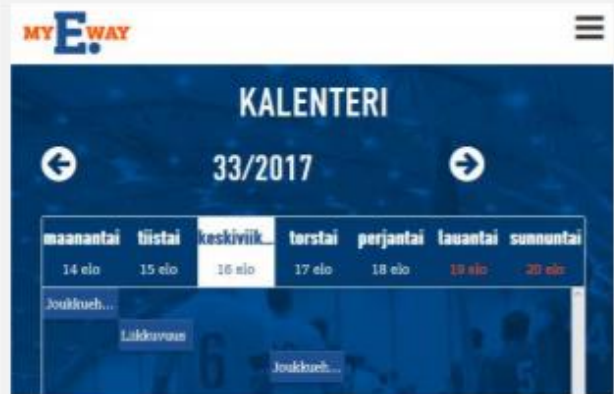 MY E. WAY
KALENTERI
33/2017
maanantai tiistai keskiviik... torstai perjantai lauantai sunnuntai
14 elo 15 elo 16 elo 17 elo 18 elo 19 elo 20 elo
Joukkueh...
Liikkuvuus
Joukkueh...